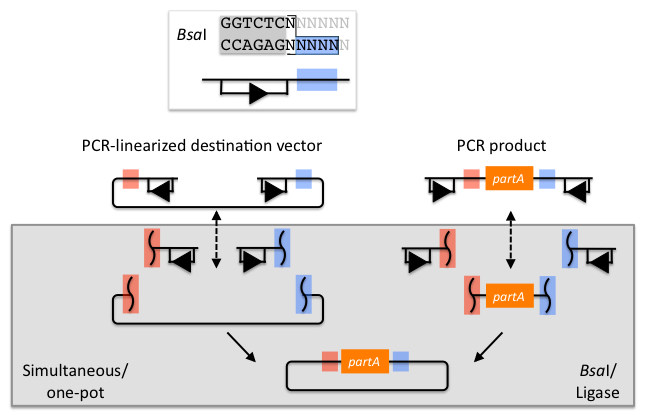 GGTCTCNNNNNN
BsaI
CCAGAGNNNNNN
PCR-linearized destination vector
PCR product
partA
partA
partA
Simultaneous/
one-pot
BsaI/
Ligase